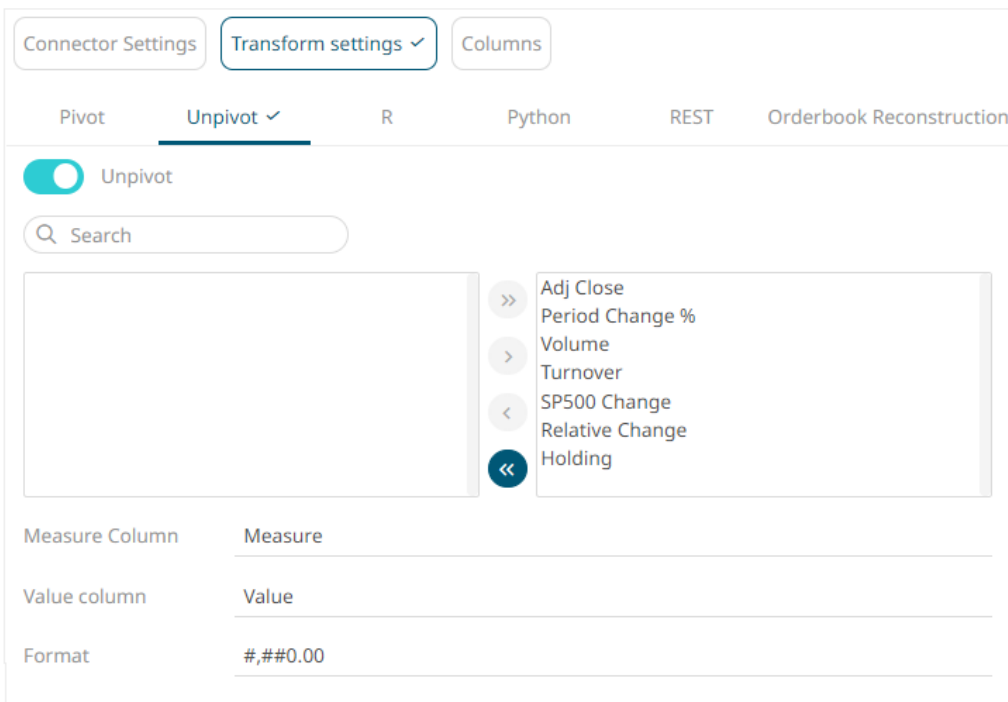 Connector Settings Transform settings Columns
Pivot Unpivot R Python REST Orderbook Reconstruction
Unpivot
Search
Adj Close
Period Change %
Volume
Turnover
SP500 Change
Relative Change
Holding
Measure Column Measure
Value column Value
Format #,##0.00